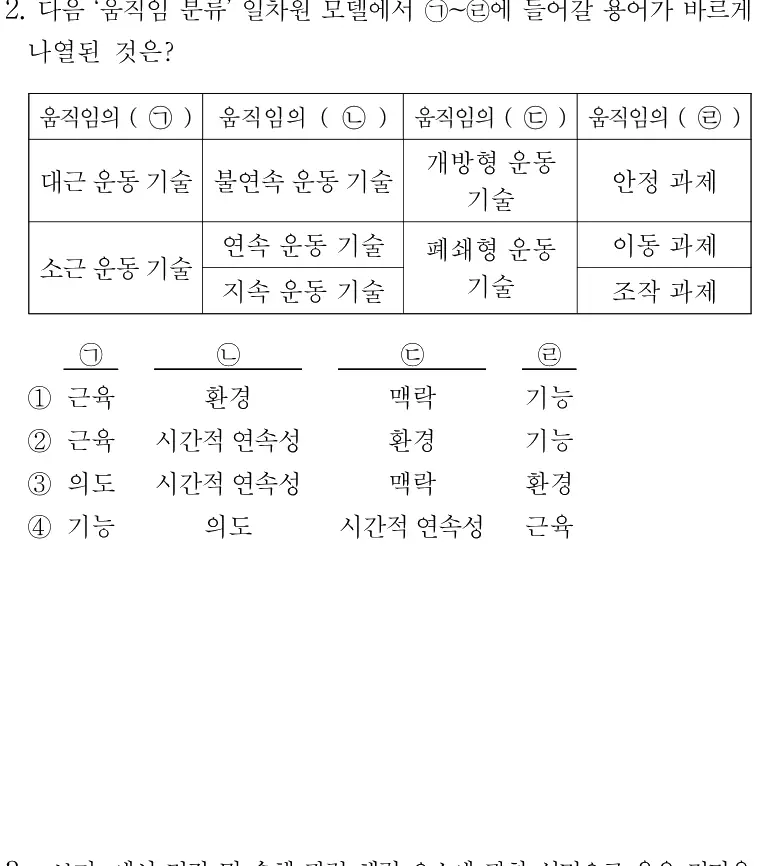 2. 다음 ‘움직임 분류’ 일차원 모델에서 ㉠~㉣에 들어갈 용어가 바르게
나열된 것은?
움직임의 ( ㉠ ) 움직임의 ( ㉡ ) 움직임의 ( ㉢ ) 움직임의 ( ㉣ )
대근 운동 기술 불연속 운동 기술 개방형 운동 기술 안정 과제
소근 운동 기술 연속 운동 기술 폐쇄형 운동 기술 이동 과제
지속 운동 기술 조작 과제
㉠ ㉡ ㉢ ㉣
① 근육 환경 맥락 기능
② 근육 시간적 연속성 환경 기능
③ 의도 시간적 연속성 맥락 환경
④ 기능 의도 시간적 연속성 근육